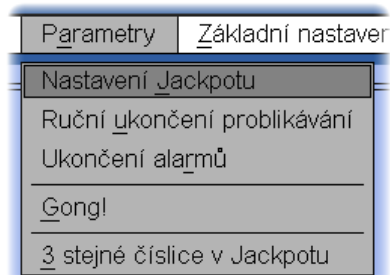 Parametry Základní nastaven
Nastavení Jackpotu
Ruční ukončení problikávání
Ukončení alarmů
Gong!
3 stejné číslice v Jackpotu